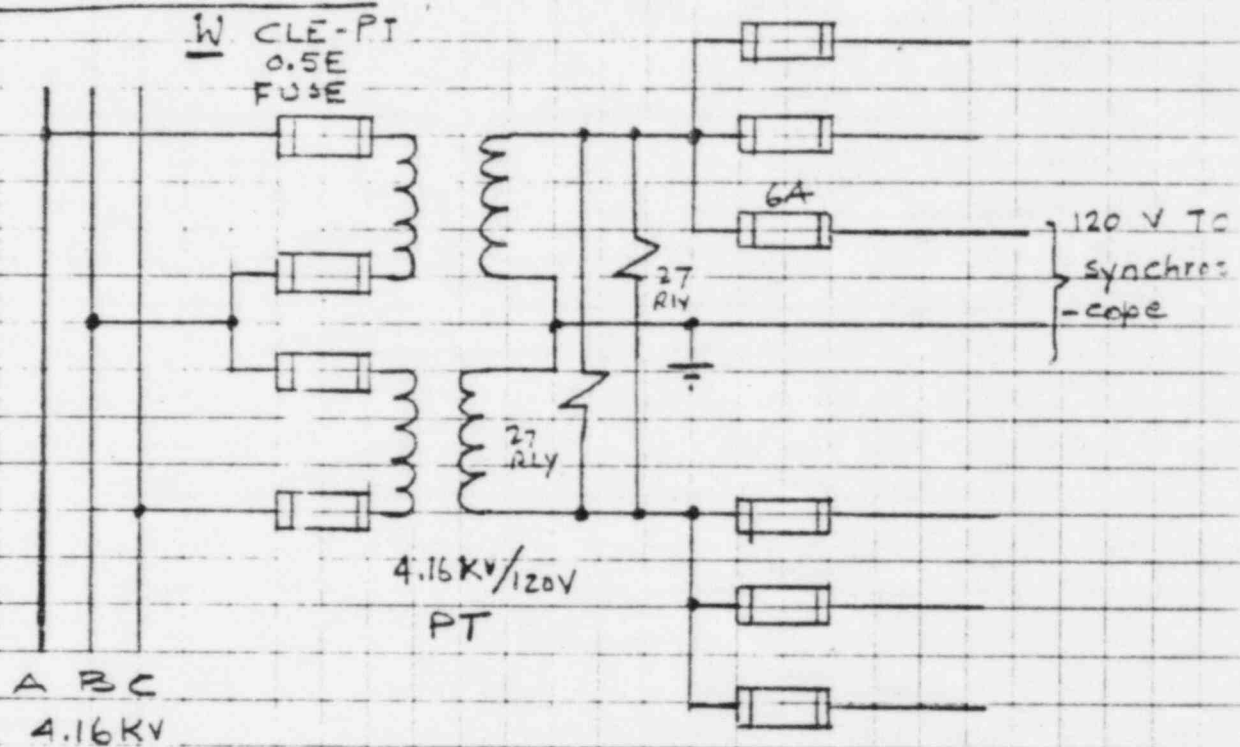 W CLE-PT
0.5E
FUSE
6A
120 V TO
synchros
-cope
27
RLY
27
RLY
4.16KV/120V
PT
A B C
4.16KV